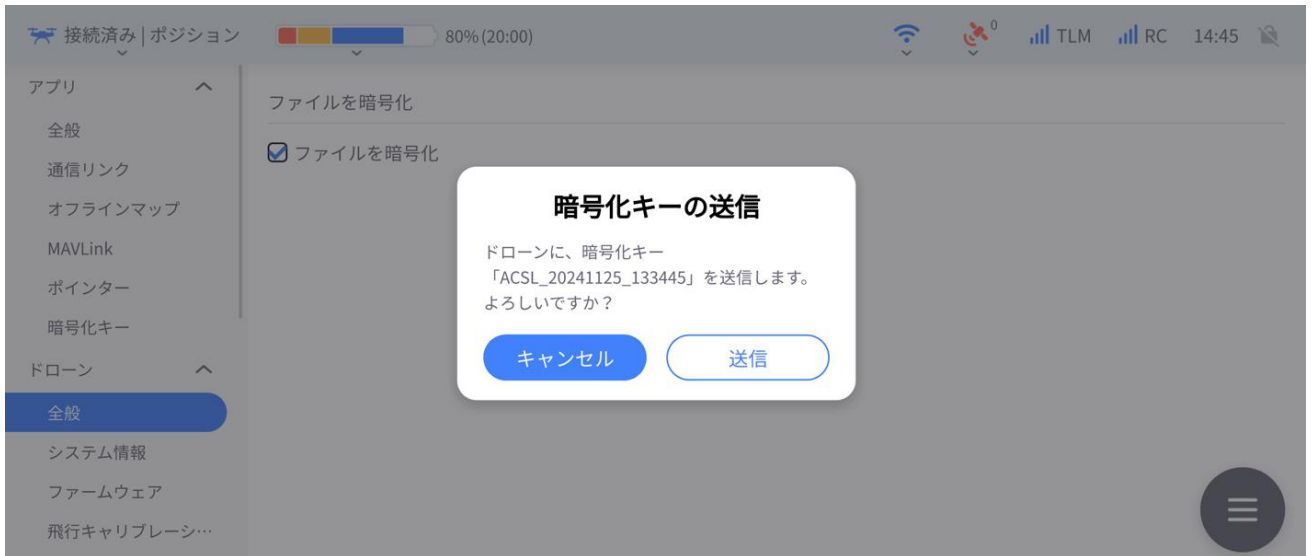 接続済み | ポジション
80% (20:00)
0
TLM
RC
14:45
アプリ
全般
通信リンク
オフラインマップ
MAVLink
ポインター
暗号化キー
ドローン
全般
システム情報
ファームウェア
飛行キャリブレーシ…
ファイルを暗号化
ファイルを暗号化
暗号化キーの送信
ドローンに、暗号化キー
「ACSL_20241125_133445」を送信します。
よろしいですか？
キャンセル
送信